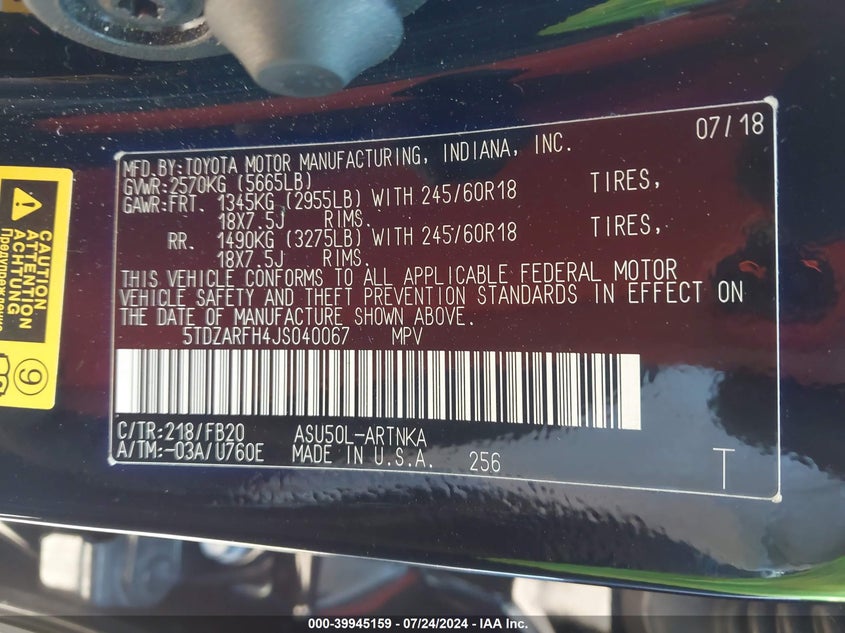 07/18
MFD.BY:TOYOTA MOTOR MANUFACTURING, INDIANA, INC.
GVWR:2570KG (5665LB)
GAWR:FRT. 1345KG (2955LB) WITH 245/60R18 TIRES,
18X7.5J RIMS.
RR. 1490KG (3275LB) WITH 245/60R18 TIRES,
18X7.5J RIMS.
THIS VEHICLE CONFORMS TO ALL APPLICABLE FEDERAL MOTOR
VEHICLE SAFETY AND THEFT PREVENTION STANDARDS IN EFFECT ON
THE DATE OF MANUFACTURE SHOWN ABOVE.
5TDZARFH4JS040067 MPV
C/TR:218/FB20 ASU50L-ARTNKA
A/TM:-03A/U760E MADE IN U.S.A. 256
T
CAUTION
ATTENTION
ACHTUNG
9
000-39945159 - 07/24/2024 - IAA Inc.